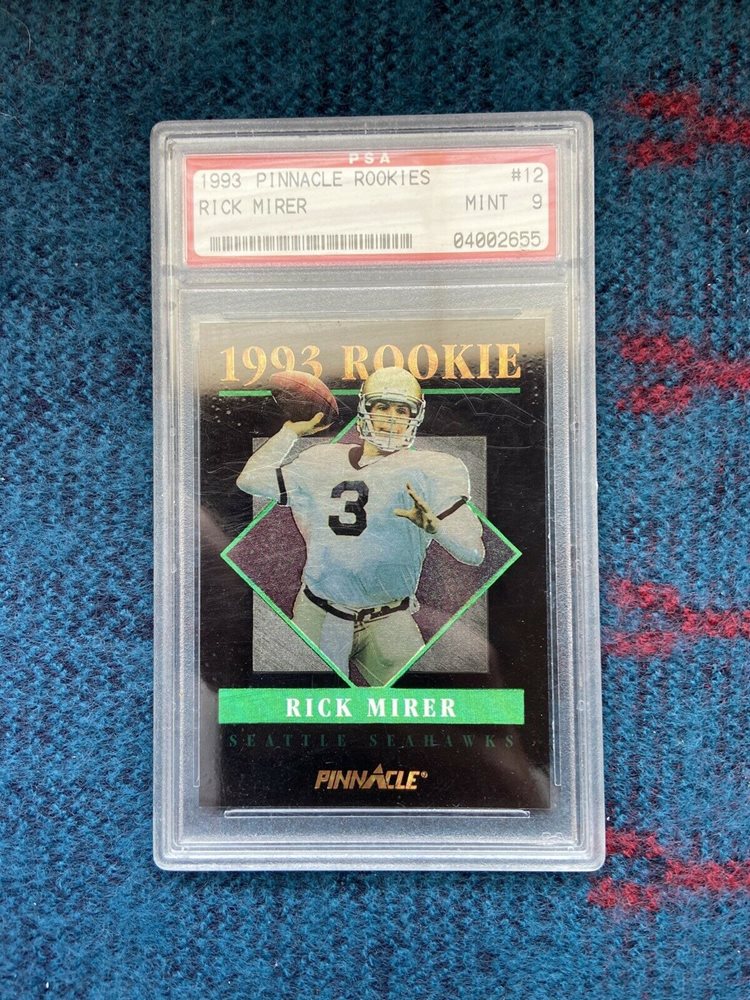 PSA
1993 PINNACLE ROOKIES #12
RICK MIRER MINT 9
04002655
1993 ROOKIE
3
RICK MIRER
SEATTLE SEAHAWKS
PINNACLE®